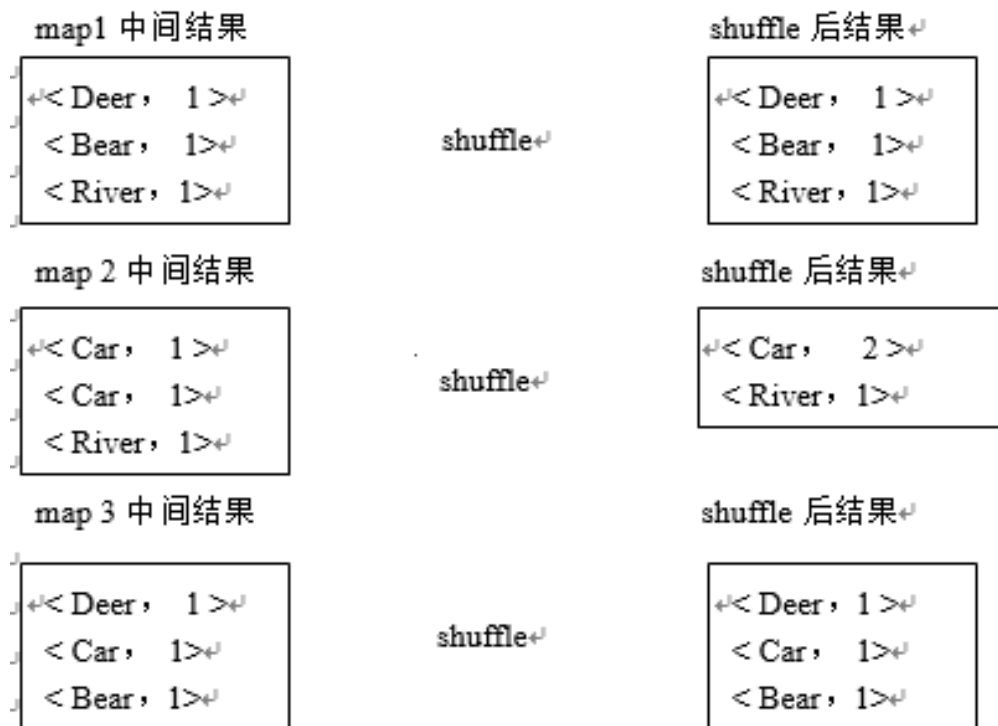 map1 中间结果
shuffle 后结果
< Deer， 1 >
< Bear， 1>
< River，1>
shuffle
< Deer， 1 >
< Bear， 1>
< River，1>
map 2 中间结果
shuffle 后结果
< Car， 1 >
< Car， 1>
< River，1>
shuffle
< Car， 2 >
< River，1>
map 3 中间结果
shuffle 后结果
< Deer， 1 >
< Car， 1>
< Bear，1>
shuffle
< Deer，1 >
< Car， 1>
< Bear，1>